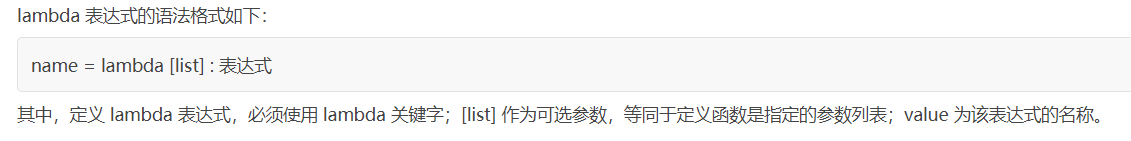 lambda 表达式的语法格式如下：
name = lambda [list] : 表达式
其中，定义 lambda 表达式，必须使用 lambda 关键字；[list] 作为可选参数，等同于定义函数是指定的参数列表；value 为该表达式的名称。